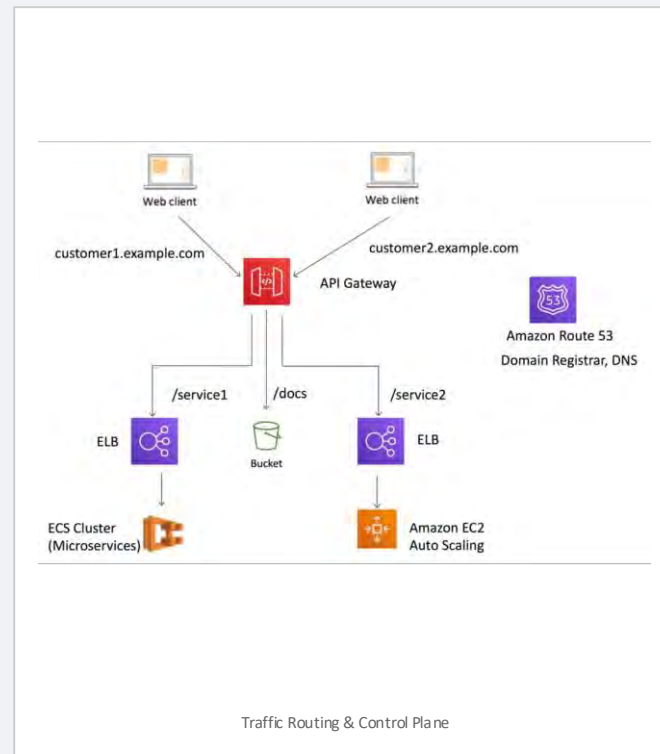 Web client
Web client
customer1.example.com
customer2.example.com
API Gateway
53
Amazon Route 53
Domain Registrar, DNS
/service1
/docs
/service2
ELB
Bucket
ELB
ECS Cluster
(Microservices)
Amazon EC2
Auto Scaling
Traffic Routing & Control Plane